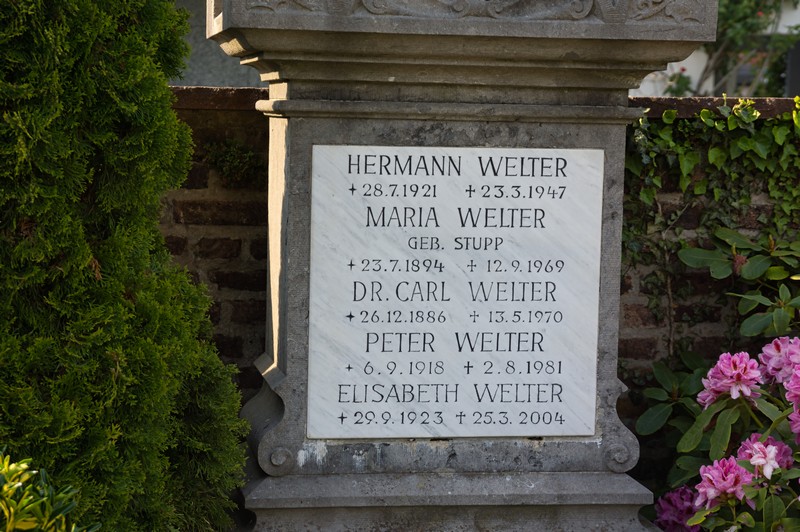 HERMANN WELTER
+ 28.7.1921 + 23.3.1947
MARIA WELTER
GEB. STUPP
+ 23.7.1894 + 12.9.1969
DR. CARL WELTER
+ 26.12.1886 + 13.5.1970
PETER WELTER
+ 6.9.1918 + 2.8.1981
ELISABETH WELTER
+ 29.9.1923 + 25.3.2004